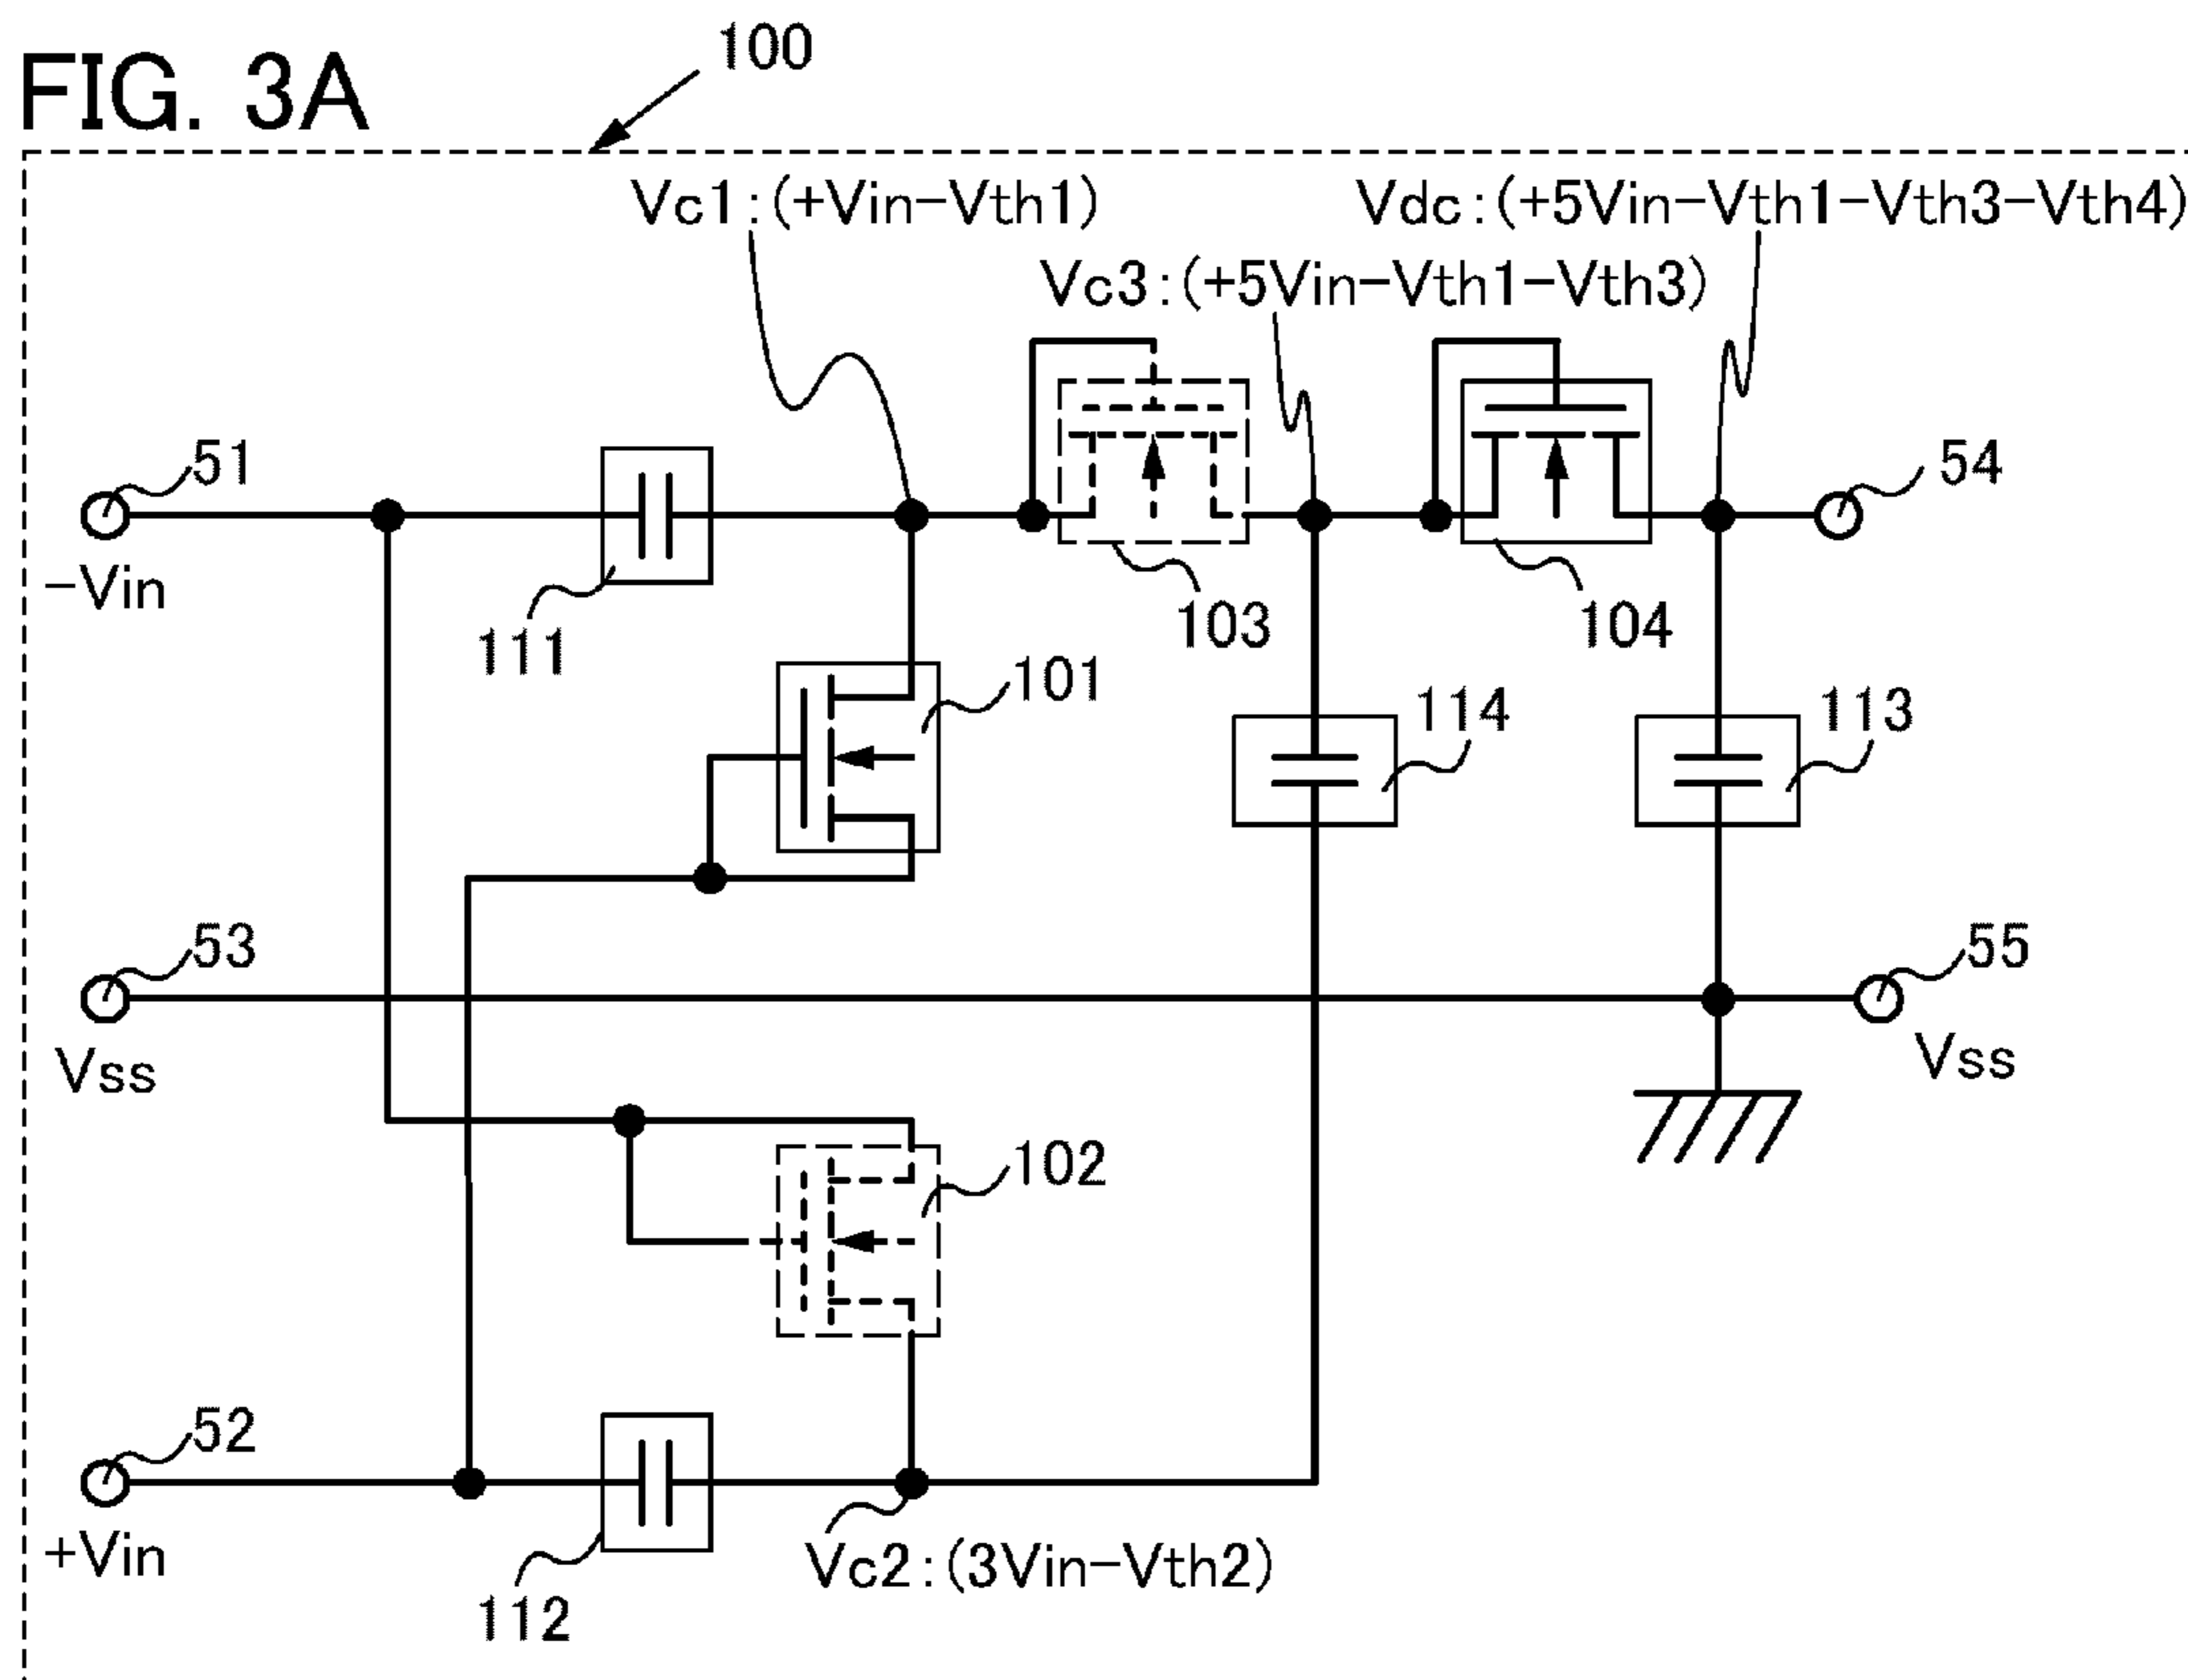 FIG. 3A
100
Vc1:(+Vin-Vth1)
Vdc:(+5Vin-Vth1-Vth3-Vth4)
Vc3:(+5Vin-Vth1-Vth3)
51
54
-Vin
111
103
104
101
114
113
53
55
Vss
Vss
102
52
+Vin
112
Vc2:(3Vin-Vth2)